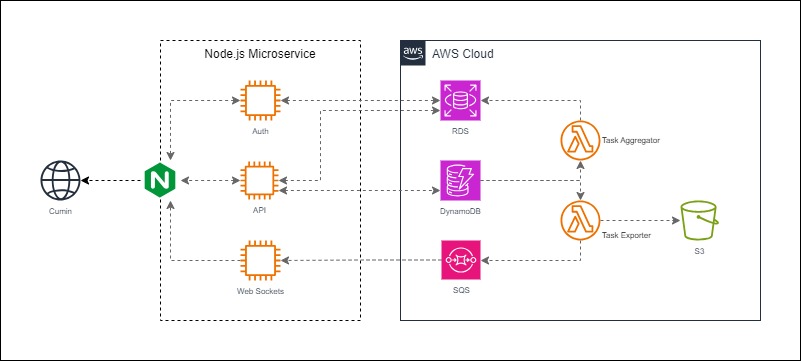 Node.js Microservice
aws
AWS Cloud
Auth
RDS
Task Aggregator
N
Cumin
API
DynamoDB
Task Exporter
S3
Web Sockets
SQS